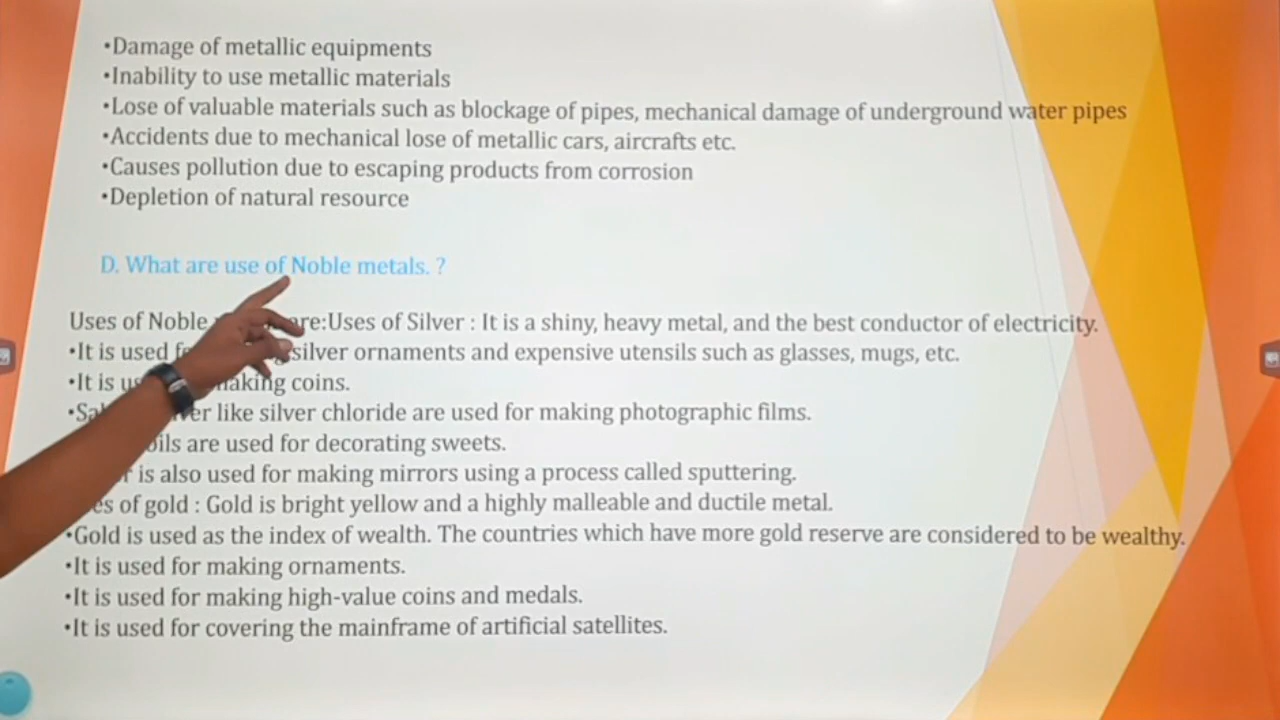 •Damage of metallic equipments
•Inability to use metallic materials
•Lose of valuable materials such as blockage of pipes, mechanical damage of underground water pipes
•Accidents due to mechanical lose of metallic cars, aircrafts etc.
•Causes pollution due to escaping products from corrosion
•Depletion of natural resource
D. What are use of Noble metals. ?
Uses of Noble are:Uses of Silver : It is a shiny, heavy metal, and the best conductor of electricity.
•It is used silver ornaments and expensive utensils such as glasses, mugs, etc.
•It is making coins.
like silver chloride are used for making photographic films.
are used for decorating sweets.
is also used for making mirrors using a process called sputtering.
of gold : Gold is bright yellow and a highly malleable and ductile metal.
•Gold is used as the index of wealth. The countries which have more gold reserve are considered to be wealthy.
•It is used for making ornaments.
•It is used for making high-value coins and medals.
•It is used for covering the mainframe of artificial satellites.